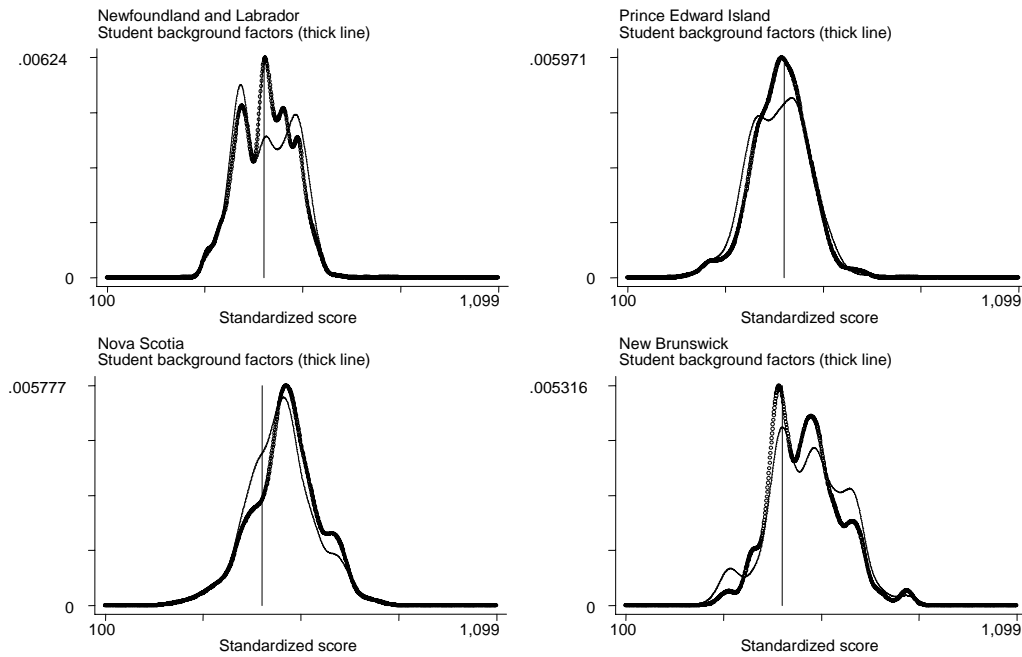 Newfoundland and Labrador
Student background factors (thick line)
.00624
0
100
1,099
Standardized score
Prince Edward Island
Student background factors (thick line)
.005971
0
100
1,099
Standardized score
Nova Scotia
Student background factors (thick line)
.005777
0
100
1,099
Standardized score
New Brunswick
Student background factors (thick line)
.005316
0
100
1,099
Standardized score